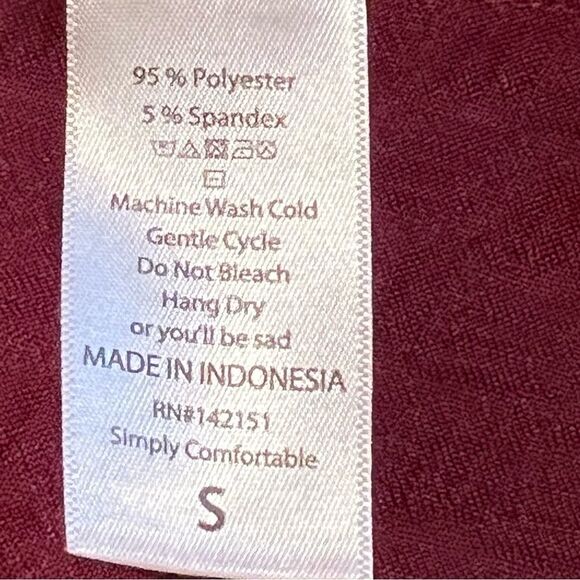 95 % Polyester
5 % Spandex
Machine Wash Cold
Gentle Cycle
Do Not Bleach
Hang Dry
or you'll be sad
MADE IN INDONESIA
RN#142151
Simply Comfortable
S